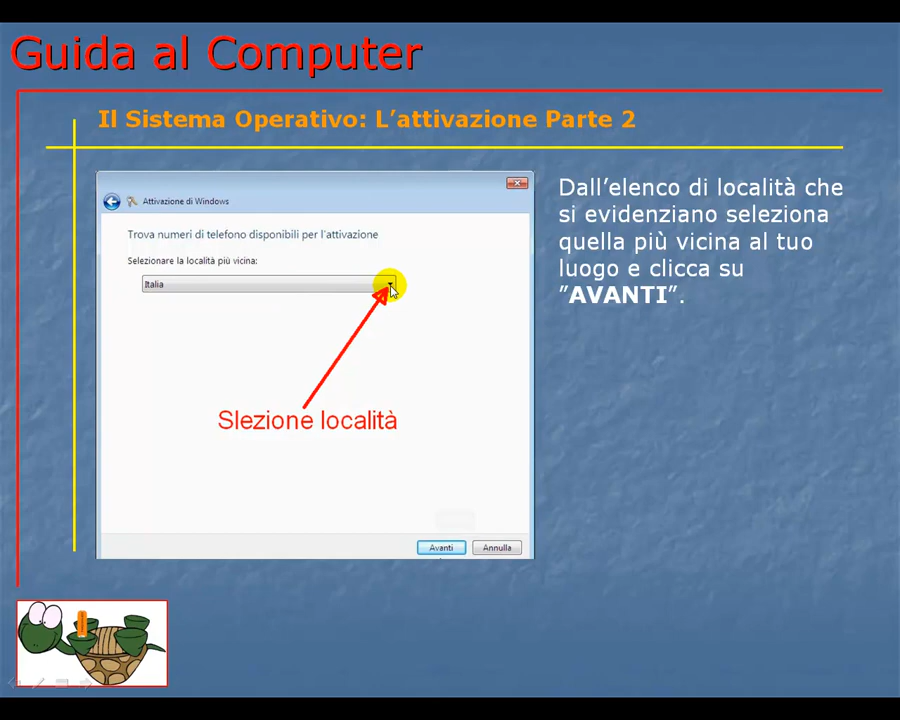 Guida al Computer
Il Sistema Operativo: L’attivazione Parte 2
Attivazione di Windows
Trova numeri di telefono disponibili per l'attivazione
Selezionare la località più vicina:
Italia
Slezione località
Avanti
Annulla
Dall’elenco di località che
si evidenziano seleziona
quella più vicina al tuo
luogo e clicca su
”AVANTI”.